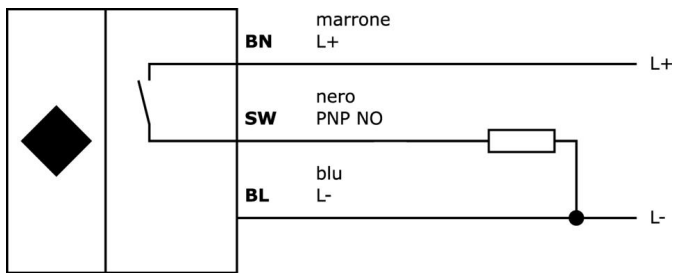 marrone
BN L+
L+
nero
SW PNP NO
blu
BL L-
L-